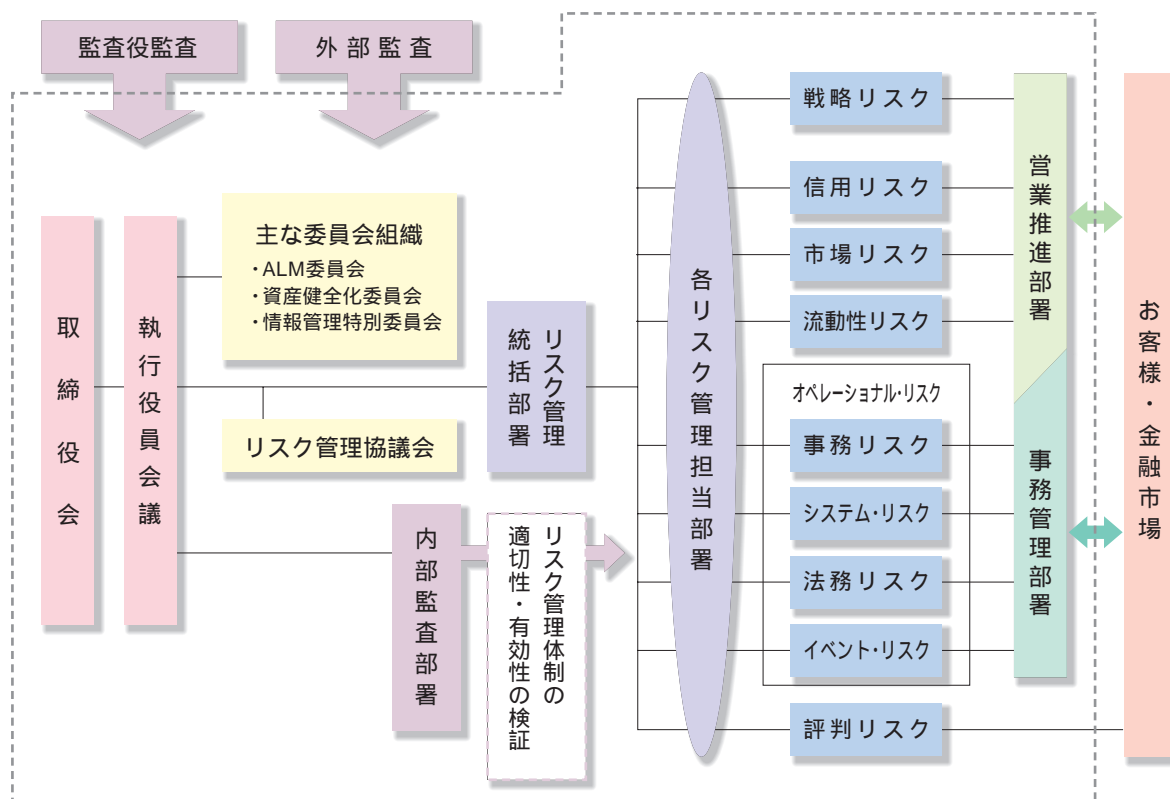 監査役監査
外部監査
取締役会
執行役員会議
主な委員会組織
・ALM委員会
・資産健全化委員会
・情報管理特別委員会
リスク管理協議会
リスク管理
統括部署
内部監査部署
リスク管理体制の
適切性・有効性の検証
各リスク管理担当部署
戦略リスク
信用リスク
市場リスク
流動性リスク
オペレーショナル・リスク
事務リスク
システム・リスク
法務リスク
イベント・リスク
評判リスク
営業推進部署
事務管理部署
お客様・金融市場